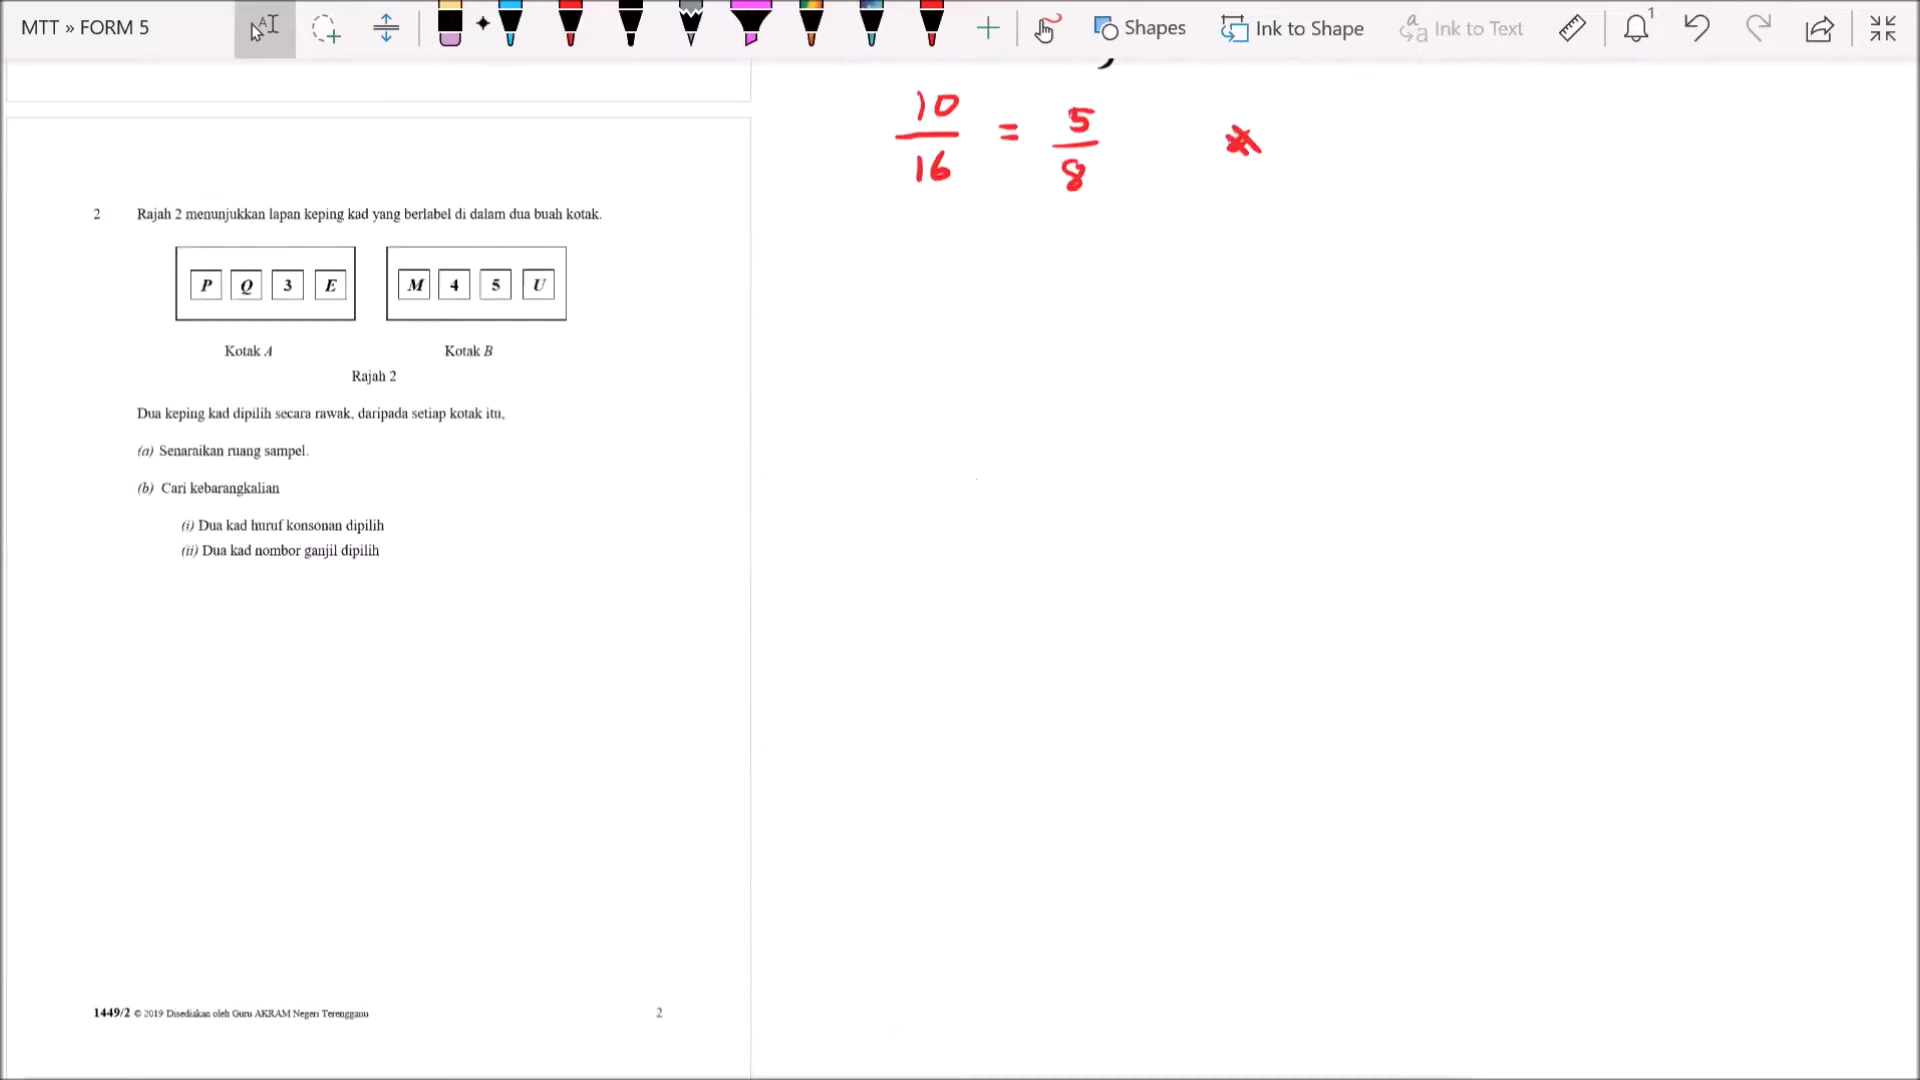 MTT » FORM 5
Shapes
Ink to Shape
Ink to Text
1
10
16
=
5
8
2 Rajah 2 menunjukkan lapan keping kad yang berlabel di dalam dua buah kotak.
P Q 3 E M 4 5 U
Kotak A Kotak B
Rajah 2
Dua keping kad dipilih secara rawak, daripada setiap kotak itu,
(a) Senaraikan ruang sampel.
(b) Cari kebarangkalian
(i) Dua kad huruf konsonan dipilih
(ii) Dua kad nombor ganjil dipilih
1449/2 © 2019 Disediakan oleh Guru AKRAM Negeri Terengganu 2